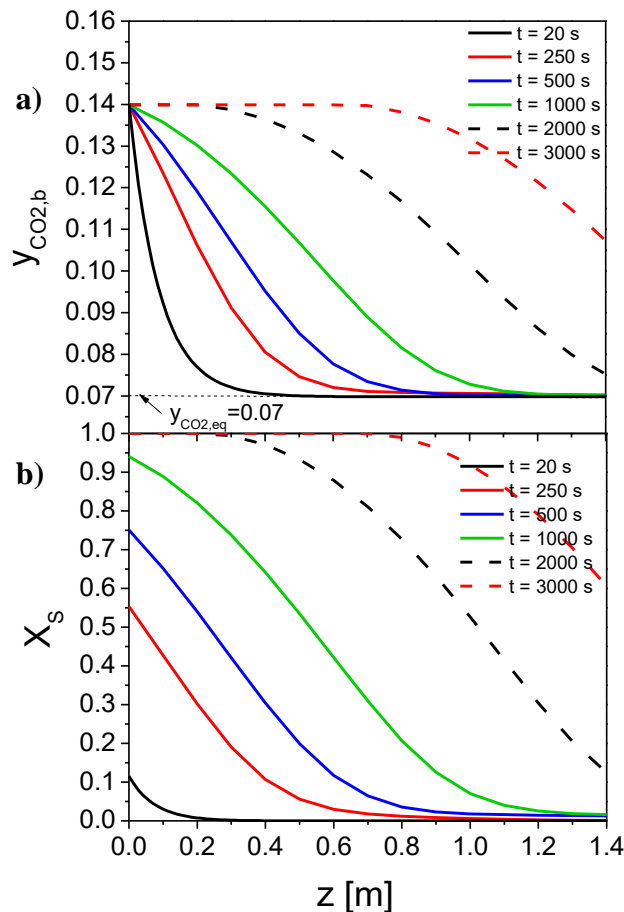 a)
y_CO2,b
0.16
0.15
0.14
0.13
0.12
0.11
0.10
0.09
0.08
0.07
t = 20 s
t = 250 s
t = 500 s
t = 1000 s
t = 2000 s
t = 3000 s
y_CO2,eq =0.07
b)
X_s
1.0
0.9
0.8
0.7
0.6
0.5
0.4
0.3
0.2
0.1
0.0
t = 20 s
t = 250 s
t = 500 s
t = 1000 s
t = 2000 s
t = 3000 s
0.0 0.2 0.4 0.6 0.8 1.0 1.2 1.4
z [m]